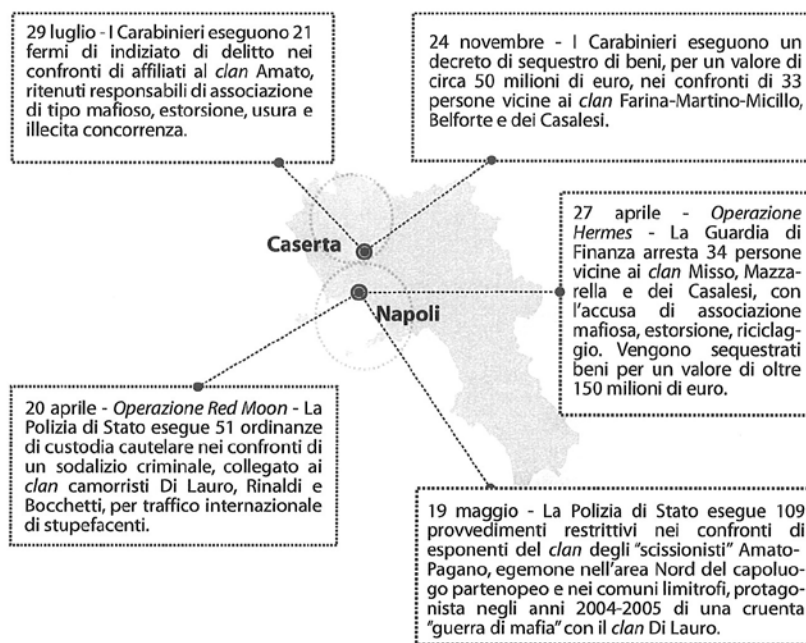 29 luglio - I Carabinieri eseguono 21
fermi di indiziato di delitto nei
confronti di affiliati al clan Amato,
ritenuti responsabili di associazione
di tipo mafioso, estorsione, usura e
illecita concorrenza.
24 novembre - I Carabinieri eseguono un
decreto di sequestro di beni, per un valore di
circa 50 milioni di euro, nei confronti di 33
persone vicine ai clan Farina-Martino-Micillo,
Belforte e dei Casalesi.
Caserta
Napoli
27 aprile - Operazione
Hermes - La Guardia di
Finanza arresta 34 persone
vicine ai clan Misso, Mazza-
rella e dei Casalesi, con
l'accusa di associazione
mafiosa, estorsione, riciclag-
gio. Vengono sequestrati
beni per un valore di oltre
150 milioni di euro.
20 aprile - Operazione Red Moon - La
Polizia di Stato esegue 51 ordinanze
di custodia cautelare nei confronti di
un sodalizio criminale, collegato ai
clan camorristi Di Lauro, Rinaldi e
Bocchetti, per traffico internazionale
di stupefacenti.
19 maggio - La Polizia di Stato esegue 109
provvedimenti restrittivi nei confronti di
esponenti del clan degli "scissionisti" Amato-
Pagano, egemone nell'area Nord del capoluo-
go partenopeo e nei comuni limitrofi, protago-
nista negli anni 2004-2005 di una cruenta
"guerra di mafia" con il clan Di Lauro.